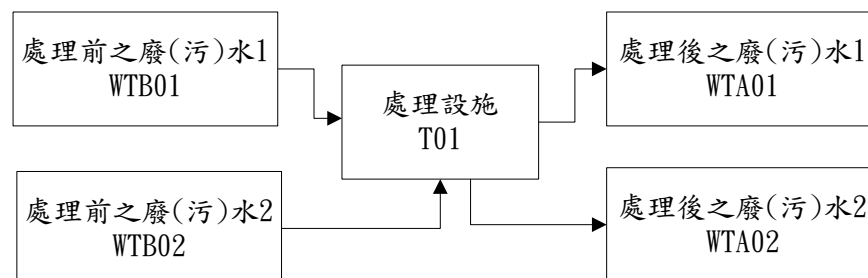 處理前之廢(污)水1
WTB01
處理設施
T01
處理後之廢(污)水1
WTA01
處理前之廢(污)水2
WTB02
處理後之廢(污)水2
WTA02